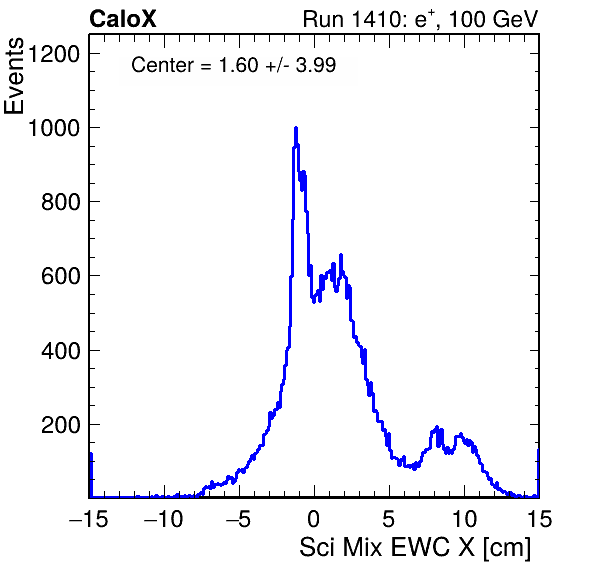 CaloX Run 1410: e⁺, 100 GeV
Events
Center = 1.60 +/- 3.99
1200
1000
800
600
400
200
−15 −10 −5 0 5 10 15
Sci Mix EWC X [cm]